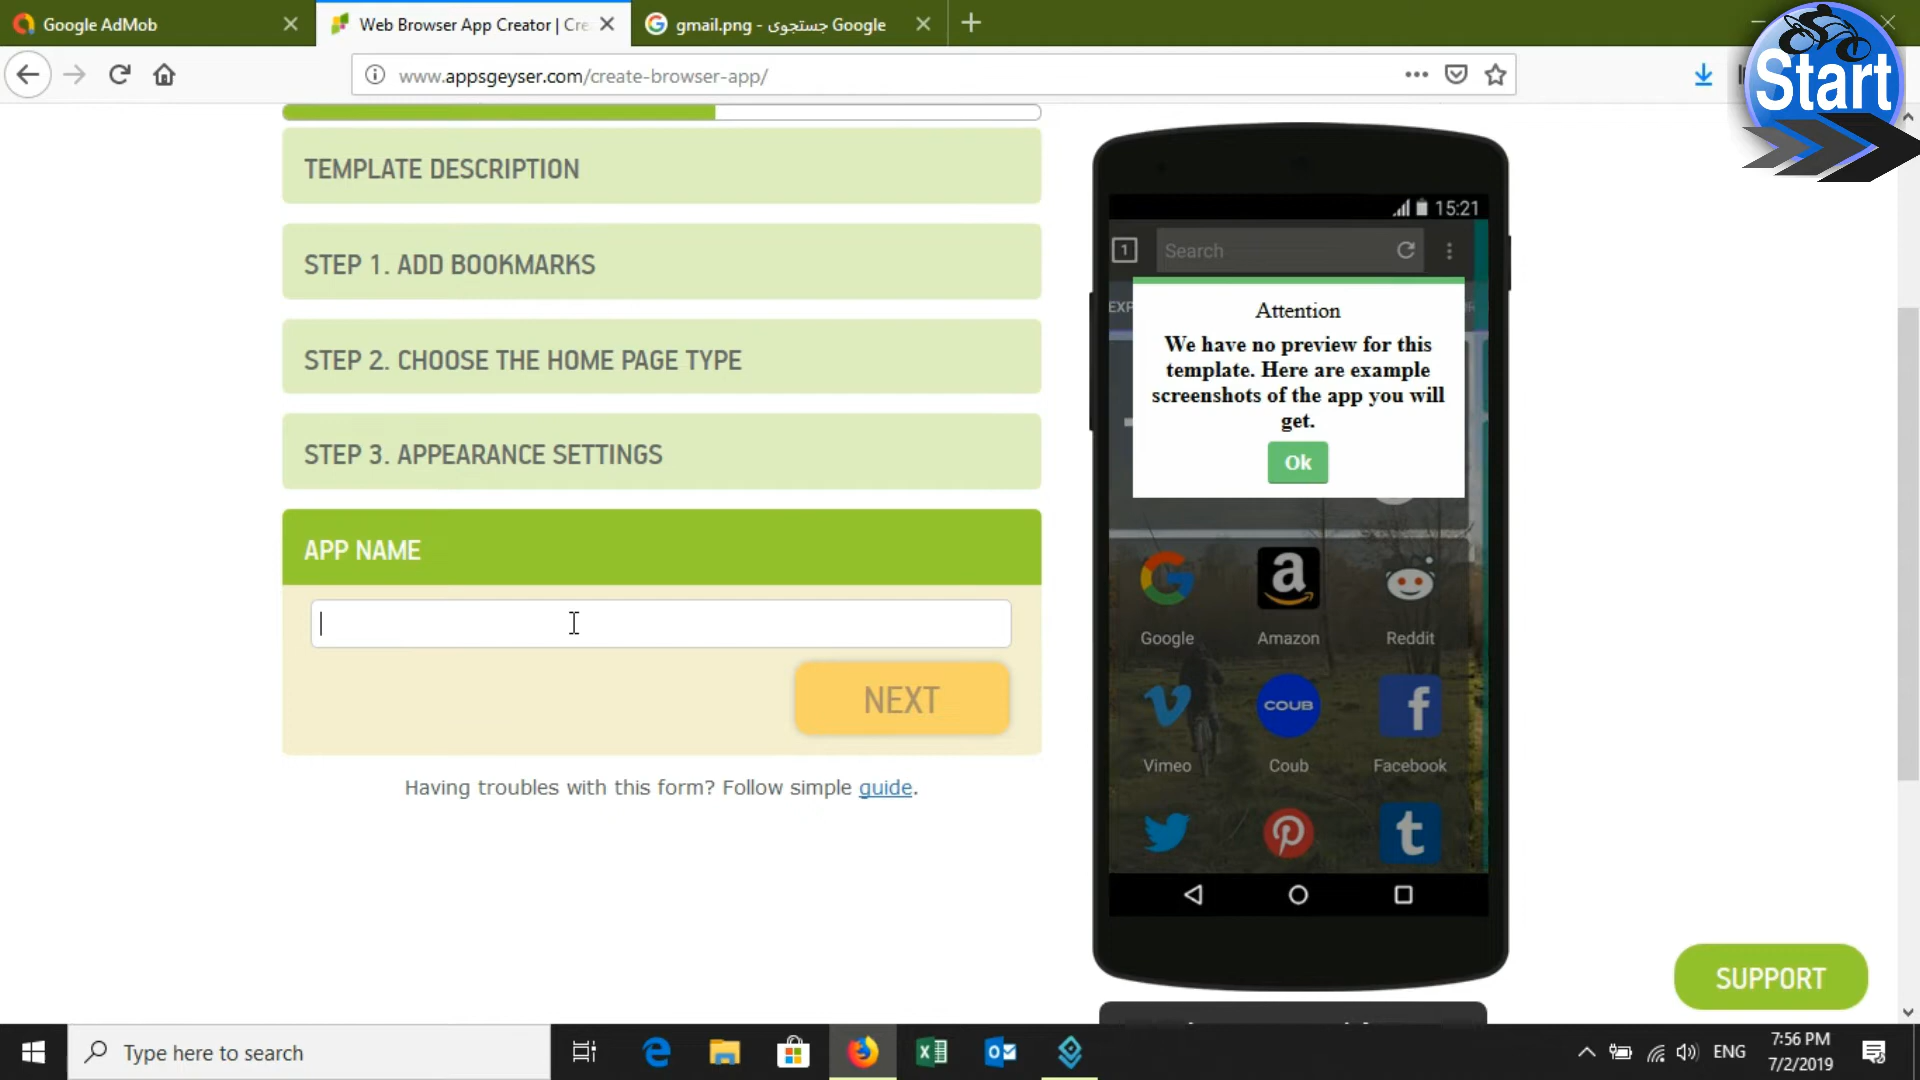 Google AdMob
Web Browser App Creator | Cre
gmail.png - جستجوی Google
Start
www.appsgeyser.com/create-browser-app/
TEMPLATE DESCRIPTION
STEP 1. ADD BOOKMARKS
STEP 2. CHOOSE THE HOME PAGE TYPE
STEP 3. APPEARANCE SETTINGS
APP NAME
NEXT
Having troubles with this form? Follow simple guide.
15:21
1
Search
EXP
Attention
We have no preview for this
template. Here are example
screenshots of the app you will
get.
Ok
Google
Amazon
Reddit
COUB
Vimeo
Coub
Facebook
SUPPORT
Type here to search
ENG
7:56 PM
7/2/2019